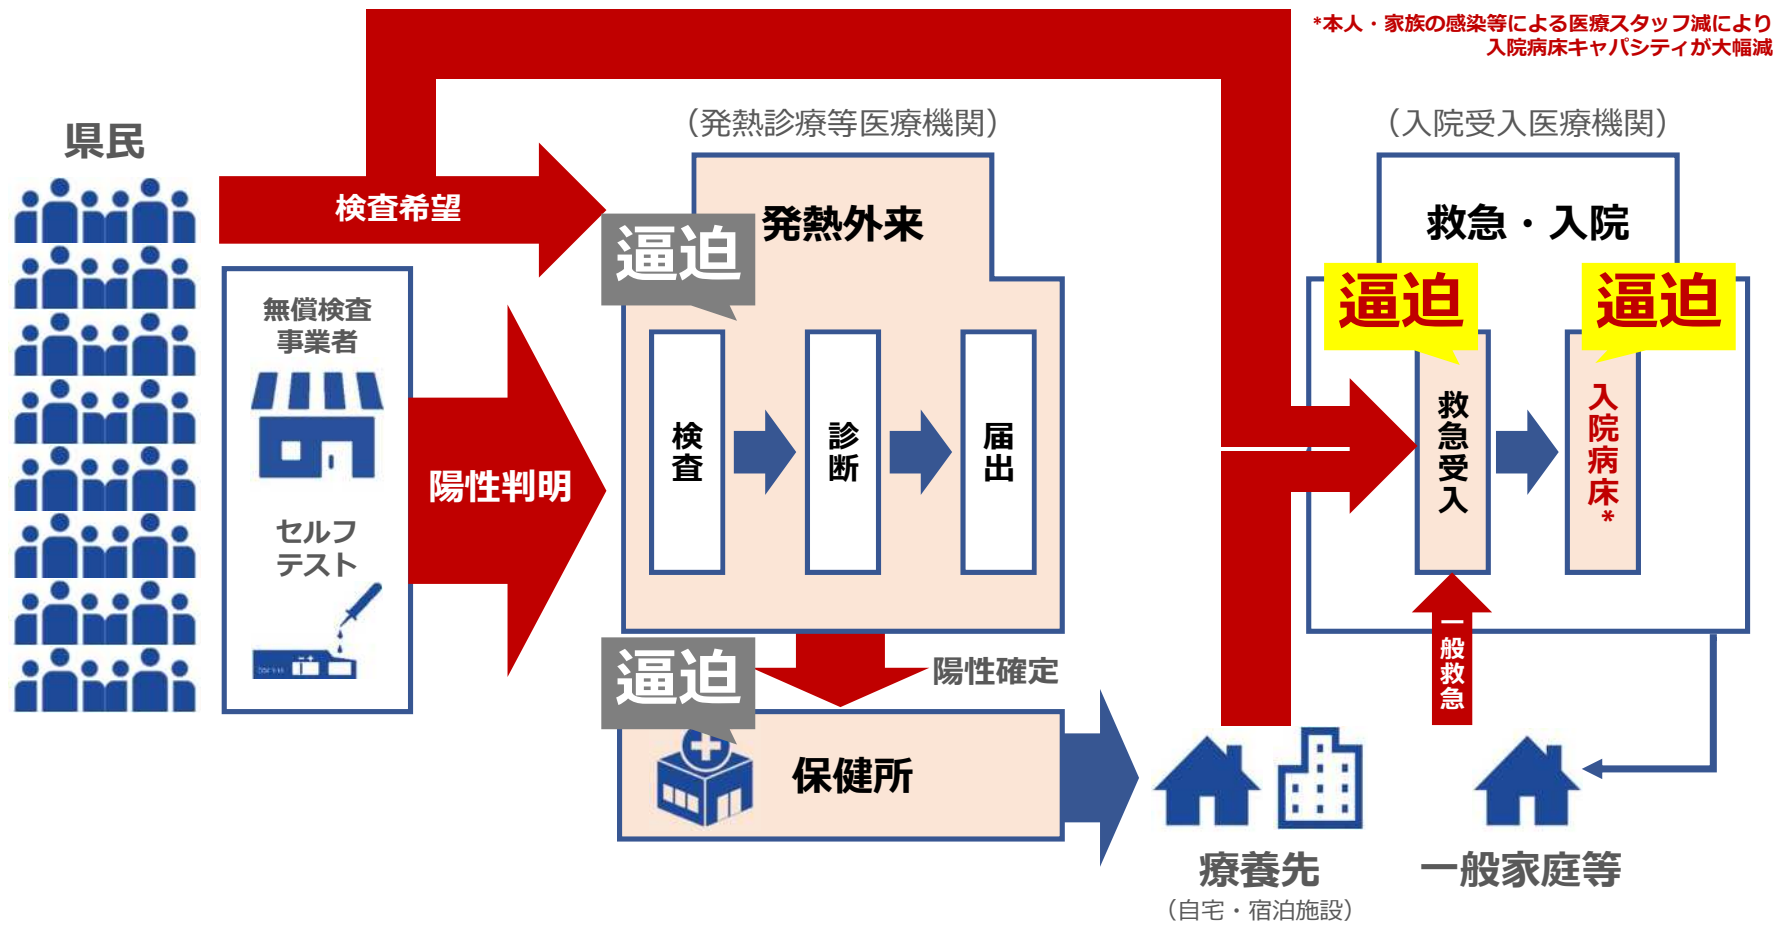 *本人・家族の感染等による医療スタッフ減により
入院病床キャパシティが大幅減
県民
検査希望
無償検査
事業者
セルフ
テスト
陽性判明
（発熱診療等医療機関）
発熱外来
逼迫
検査
診断
届出
陽性確定
逼迫
保健所
（入院受入医療機関）
救急・入院
逼迫
逼迫
救急受入
入院病床*
一般救急
療養先
（自宅・宿泊施設）
一般家庭等